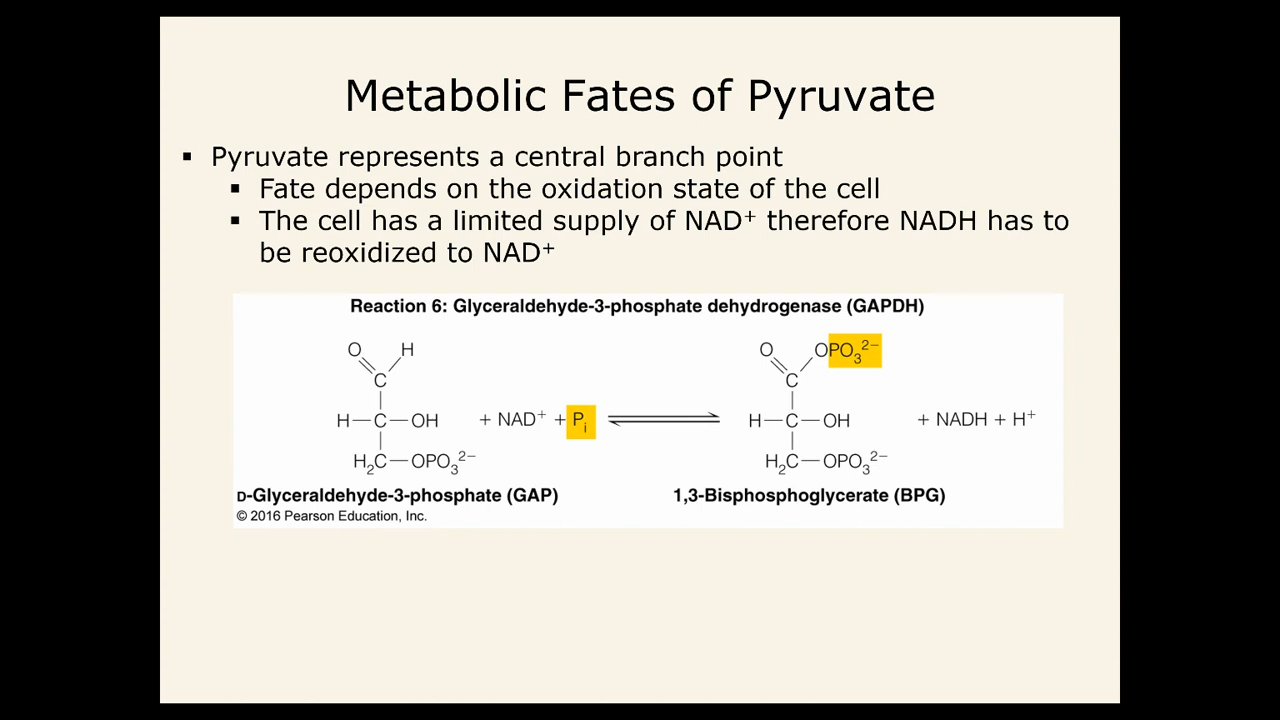 Metabolic Fates of Pyruvate
▪ Pyruvate represents a central branch point
▪ Fate depends on the oxidation state of the cell
▪ The cell has a limited supply of NAD⁺ therefore NADH has to
be reoxidized to NAD⁺
Reaction 6: Glyceraldehyde-3-phosphate dehydrogenase (GAPDH)
O H O OPO₃²⁻
C C
H—C—OH + NAD⁺ + Pᵢ H—C—OH + NADH + H⁺
H₂C—OPO₃²⁻ H₂C—OPO₃²⁻
D-Glyceraldehyde-3-phosphate (GAP) 1,3-Bisphosphoglycerate (BPG)
© 2016 Pearson Education, Inc.